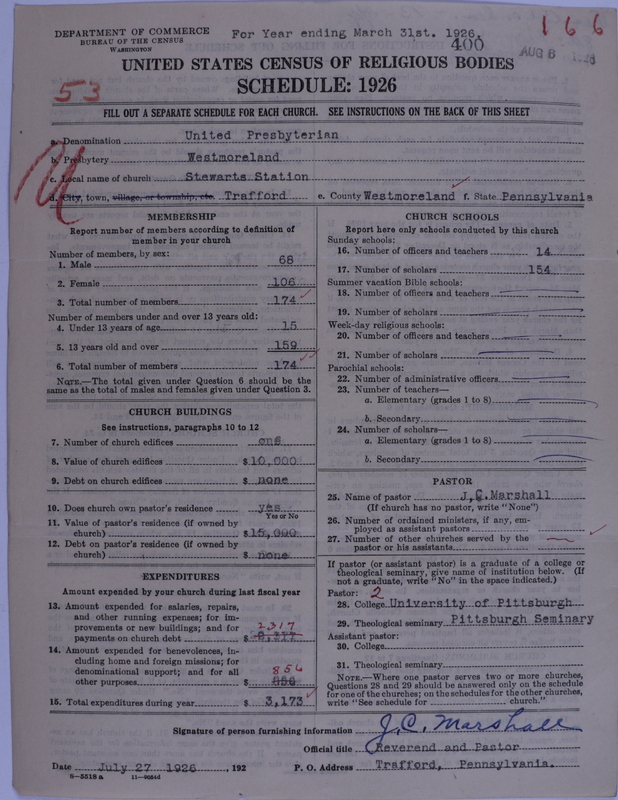 DEPARTMENT OF COMMERCE
BUREAU OF THE CENSUS
WASHINGTON
For Year ending March 31st. 1926.
400
166
AUG 8
UNITED STATES CENSUS OF RELIGIOUS BODIES
SCHEDULE: 1926
53
FILL OUT A SEPARATE SCHEDULE FOR EACH CHURCH. SEE INSTRUCTIONS ON THE BACK OF THIS SHEET
a. Denomination United Presbyterian
b. Presbytery Westmoreland
c. Local name of church Stewarts Station
d. City, town, village, or township, etc. Trafford e. County Westmoreland f. State Pennsylvania
MEMBERSHIP
Report number of members according to definition of
member in your church
Number of members, by sex:
1. Male 68
2. Female 106
3. Total number of members 174
Number of members under and over 13 years old:
4. Under 13 years of age 15
5. 13 years old and over 159
6. Total number of members 174
NOTE.—The total given under Question 6 should be the
same as the total of males and females given under Question 3.
CHURCH BUILDINGS
See instructions, paragraphs 10 to 12
7. Number of church edifices one
8. Value of church edifices $10,000
9. Debt on church edifices $ none
10. Does church own pastor's residence yes
Yes or No
11. Value of pastor's residence (if owned by
church) $15,000
12. Debt on pastor's residence (if owned by
church) $ none
EXPENDITURES
Amount expended by your church during last fiscal year
13. Amount expended for salaries, repairs,
and other running expenses; for im-
provements or new buildings; and for 2,317
payments on church debt $
14. Amount expended for benevolences, in-
cluding home and foreign missions; for
denominational support; and for all 856
other purposes $ 856
15. Total expenditures during year $ 3,173
CHURCH SCHOOLS
Report here only schools conducted by this church
Sunday schools:
16. Number of officers and teachers 14
17. Number of scholars 154
Summer vacation Bible schools:
18. Number of officers and teachers
19. Number of scholars
Week-day religious schools:
20. Number of officers and teachers
21. Number of scholars
Parochial schools:
22. Number of administrative officers
23. Number of teachers—
a. Elementary (grades 1 to 8)
b. Secondary
24. Number of scholars—
a. Elementary (grades 1 to 8)
b. Secondary
PASTOR
25. Name of pastor J.C.Marshall
(If church has no pastor, write "None")
26. Number of ordained ministers, if any, em-
ployed as assistant pastors
27. Number of other churches served by the
pastor or his assistants
If pastor (or assistant pastor) is a graduate of a college or
theological seminary, give name of institution below. (If
not a graduate, write "No" in the space indicated.)
Pastor: 2
28. College University of Pittsburgh
29. Theological seminary Pittsburgh Seminary
Assistant pastor:
30. College
31. Theological seminary
NOTE.—Where one pastor serves two or more churches,
Questions 28 and 29 should be answered only on the schedule
for one of the churches; on the schedules for the other churches,
write "See schedule for church."
Signature of person furnishing information J.C. Marshall
Official title Reverend and Pastor
Date July 27 1926, 192 P. O. Address Trafford, Pennsylvania.
8—5518 a 11—9684d